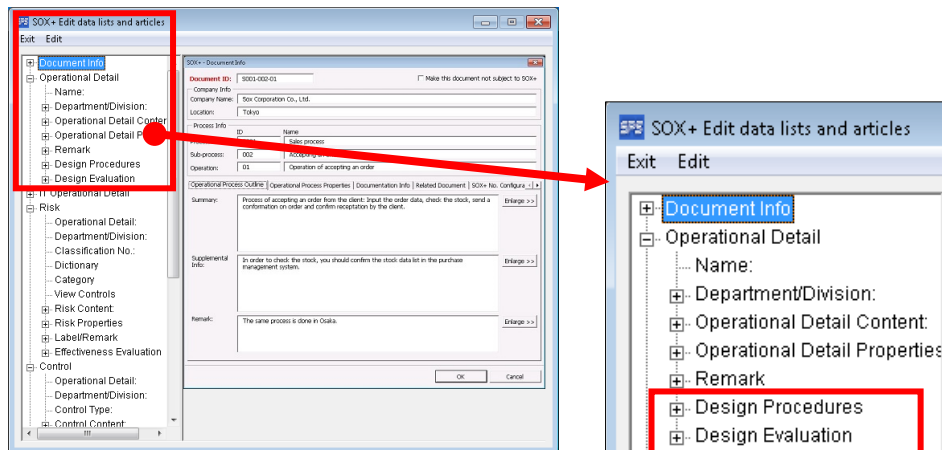 SOX+ Edit data lists and articles
Exit Edit
Document Info
Operational Detail
Name:
Department/Division:
Operational Detail Conter
Operational Detail P
Remark
Design Procedures
Design Evaluation
IT Operational Detail
Risk
Operational Detail:
Department/Division:
Classification No.:
Dictionary
Category
View Controls
Risk Content:
Risk Properties
Label/Remark
Effectiveness Evaluation
Control
Operational Detail:
Department/Division:
Control Type:
Control Content:
SOX+ - Document Info
Document ID: S001-002-01 Make this document not subject to SOX+
Company Info
Company Name: Sox Corporation Co., Ltd.
Location: Tokyo
Process Info
ID Name
Sales process
Sub-process: 002 Accepting an
Operation: 01 Operation of accepting an order
Operational Process Outline Operational Process Properties Documentation Info Related Document SOX+ No. Configura
Summary: Process of accepting an order from the client: Input the order data, check the stock, send a Enlarge >>
conformation on order and confirm receptation by the client.
Supplemental Info: In order to check the stock, you should confirm the stock data list in the purchase Enlarge >>
management system.
Remark: The same process is done in Osaka. Enlarge >>
OK Cancel
SOX+ Edit data lists and articles
Exit Edit
Document Info
Operational Detail
Name:
Department/Division:
Operational Detail Content:
Operational Detail Properties
Remark
Design Procedures
Design Evaluation